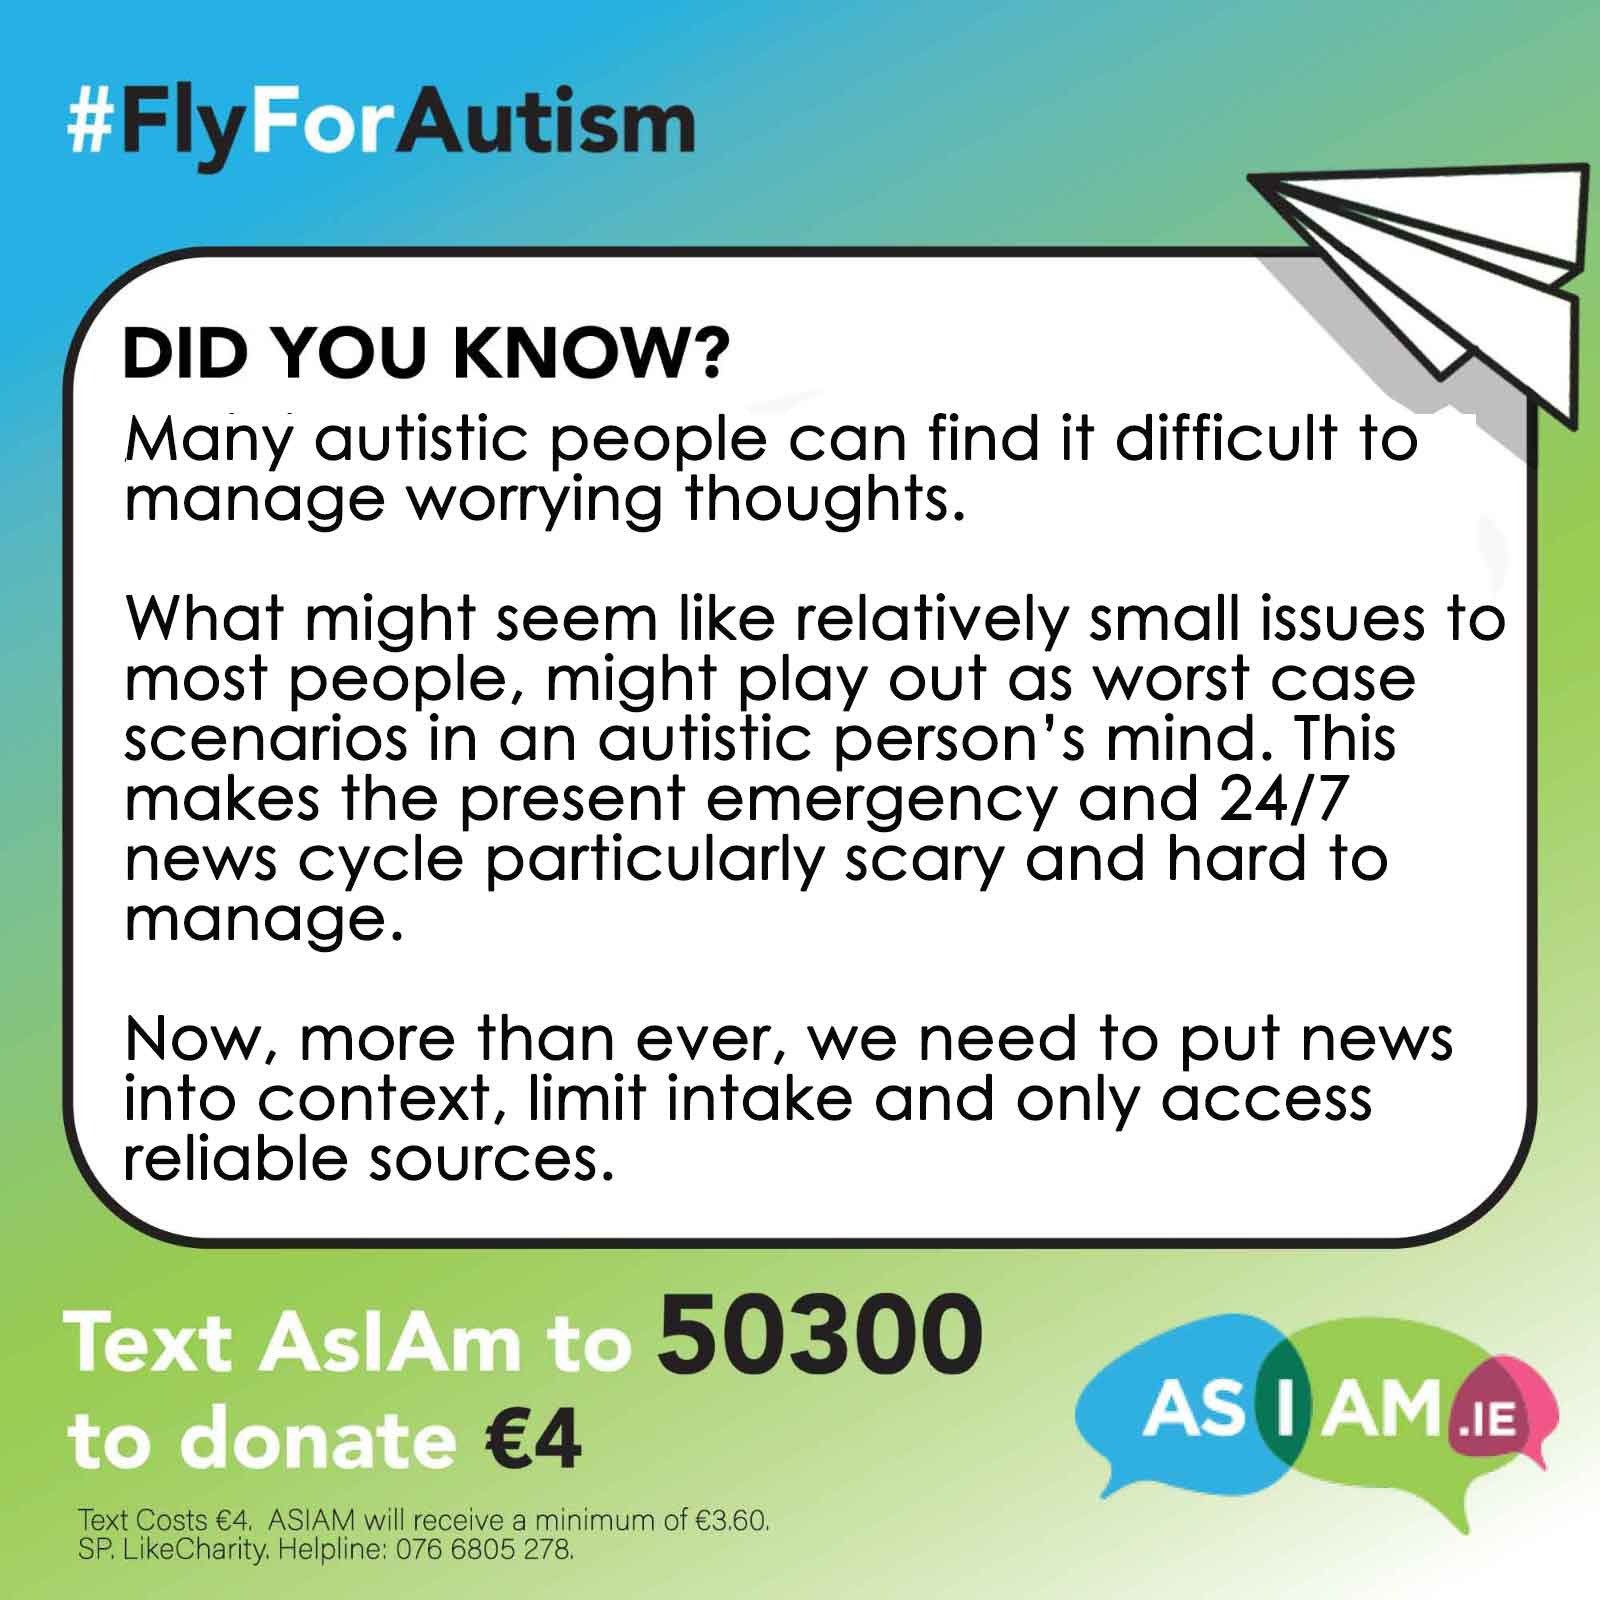 #FlyForAutism
DID YOU KNOW?
Many autistic people can find it difficult to
manage worrying thoughts.
What might seem like relatively small issues to
most people, might play out as worst case
scenarios in an autistic person’s mind. This
makes the present emergency and 24/7
news cycle particularly scary and hard to
manage.
Now, more than ever, we need to put news
into context, limit intake and only access
reliable sources.
Text AsIAm to 50300
to donate €4
AS I AM .IE
Text Costs €4. ASIAM will receive a minimum of €3.60.
SP. LikeCharity. Helpline: 076 6805 278.